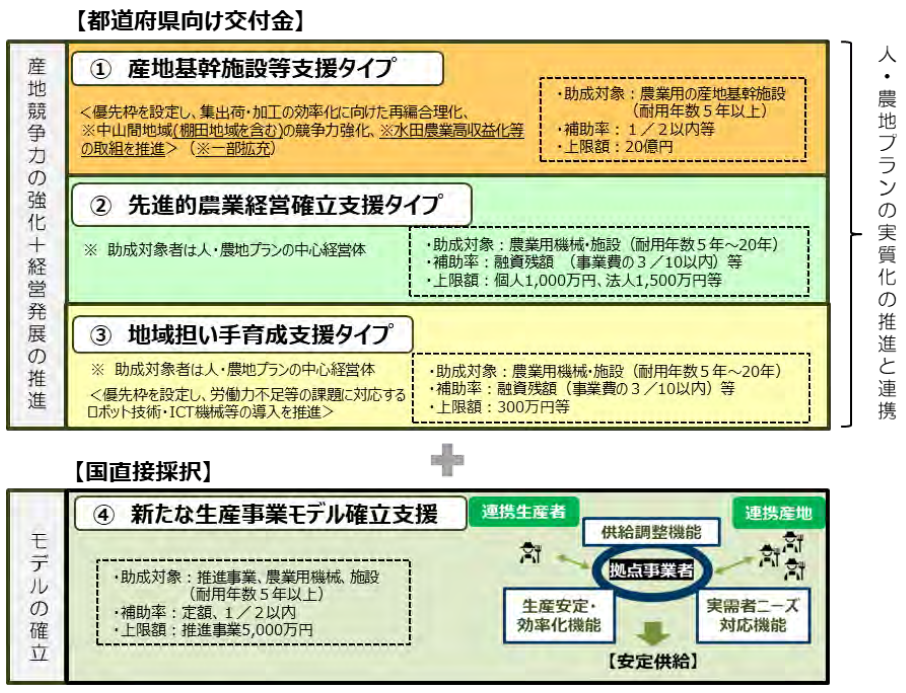 【都道府県向け交付金】
産地競争力の強化＋経営発展の推進
① 産地基幹施設等支援タイプ
＜優先枠を設定し、集出荷・加工の効率化に向けた再編合理化、
※中山間地域(棚田地域を含む)の競争力強化、※水田農業高収益化等
の取組を推進＞（※一部拡充）
・助成対象：農業用の産地基幹施設
（耐用年数５年以上）
・補助率：１／２以内等
・上限額：20億円
② 先進的農業経営確立支援タイプ
※ 助成対象者は人・農地プランの中心経営体
・助成対象：農業用機械・施設（耐用年数５年～20年）
・補助率：融資残額 （事業費の３／10以内）等
・上限額：個人1,000万円、法人1,500万円等
③ 地域担い手育成支援タイプ
※ 助成対象者は人・農地プランの中心経営体
＜優先枠を設定し、労働力不足等の課題に対応する
ロボット技術・ICT機械等の導入を推進＞
・助成対象：農業用機械・施設（耐用年数５年～20年）
・補助率：融資残額（事業費の３／10以内）等
・上限額：300万円等
人・農地プランの実質化の推進と連携
【国直接採択】
モデルの確立
④ 新たな生産事業モデル確立支援
・助成対象：推進事業、農業用機械、施設
（耐用年数５年以上）
・補助率：定額、１／２以内
・上限額：推進事業5,000万円
連携生産者
連携産地
供給調整機能
拠点事業者
生産安定・
効率化機能
実需者ニーズ
対応機能
【安定供給】